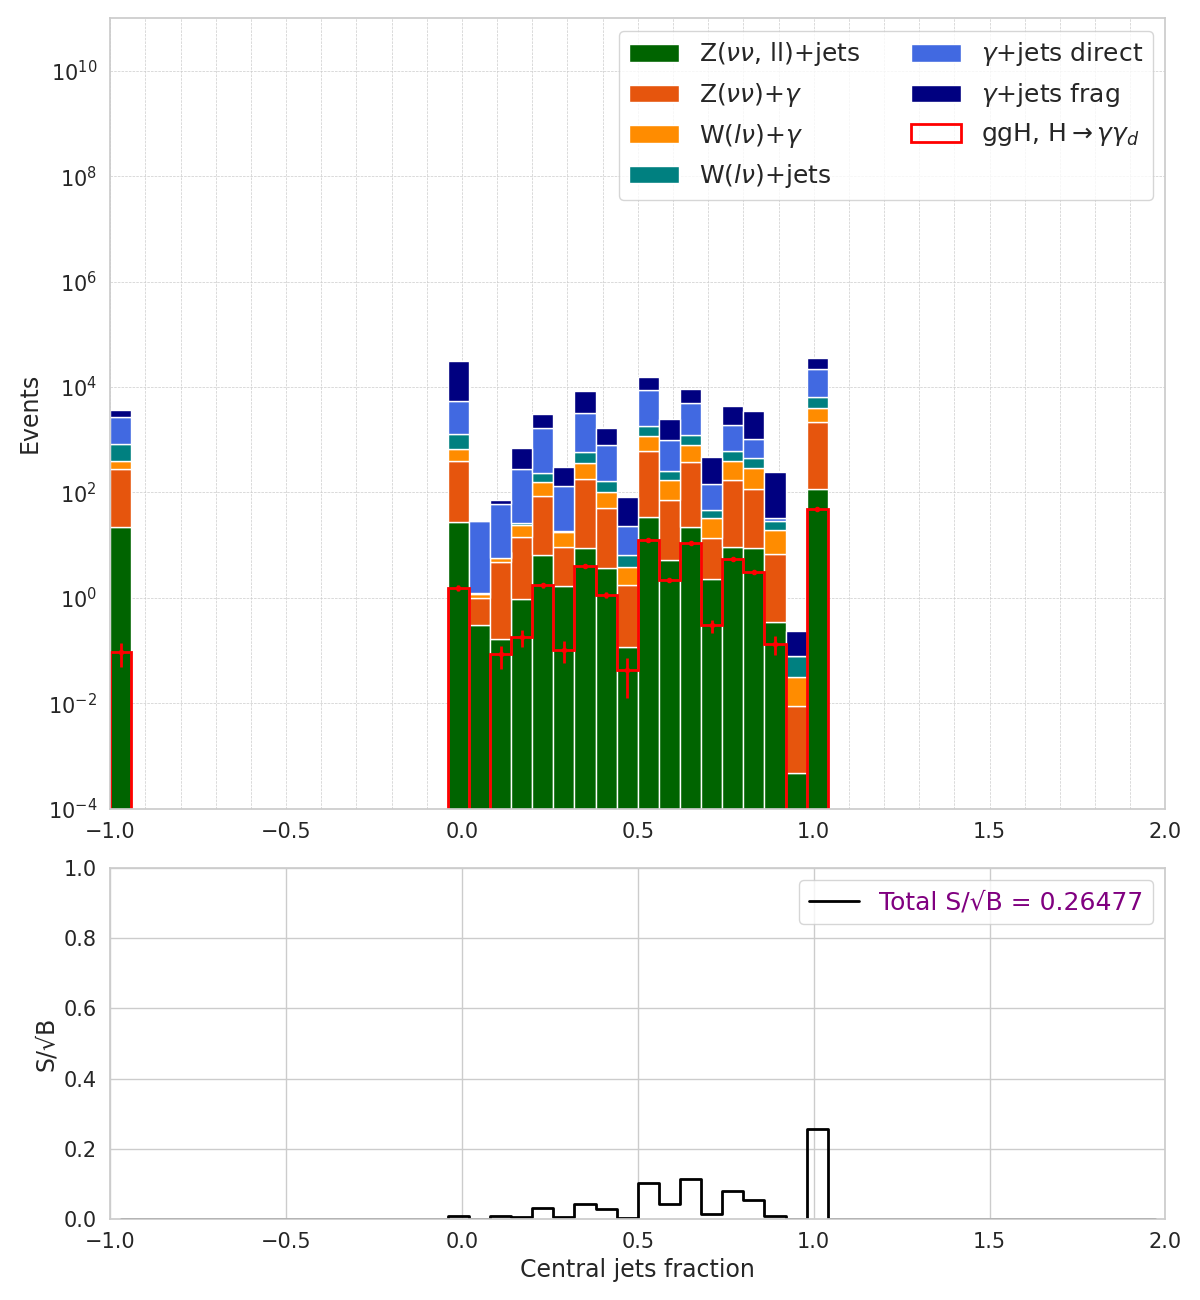 Z(νν, ll)+jets
Z(νν)+γ
W(lν)+γ
W(lν)+jets
γ+jets direct
γ+jets frag
ggH, H→γγ_d
Events
10^10
10^8
10^6
10^4
10^2
10^0
10^−2
10^−4
−1.0 −0.5 0.0 0.5 1.0 1.5 2.0
Total S/√B = 0.26477
S/√B
1.0
0.8
0.6
0.4
0.2
0.0
−1.0 −0.5 0.0 0.5 1.0 1.5 2.0
Central jets fraction